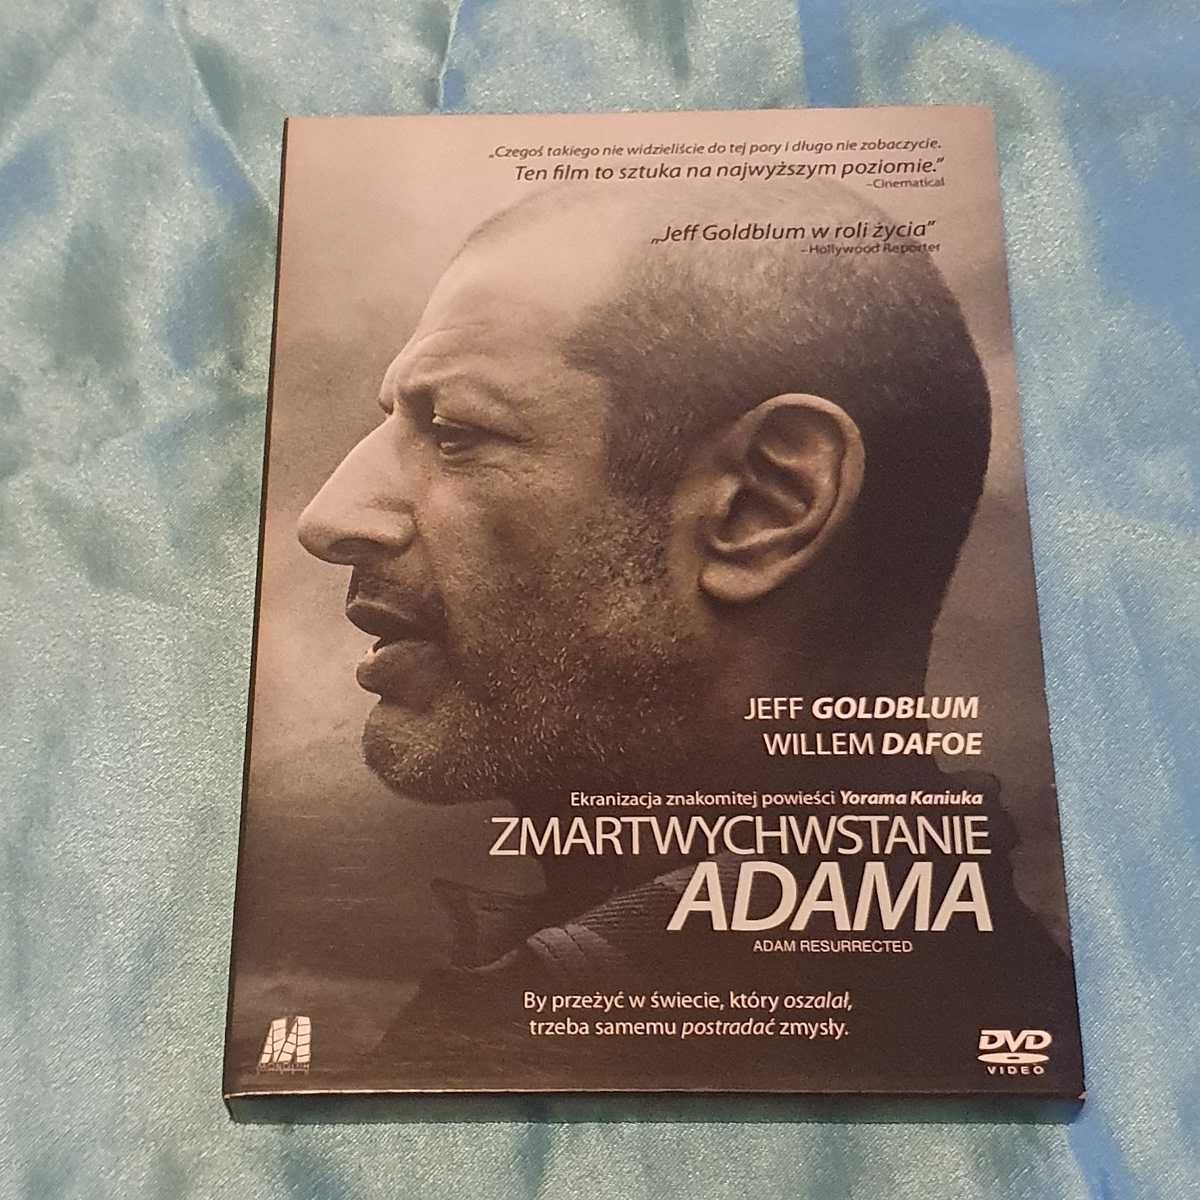 „Czegoś takiego nie widzieliście do tej pory i długo nie zobaczycie.
Ten film to sztuka na najwyższym poziomie.”
–Cinematical
„Jeff Goldblum w roli życia”
–Hollywood Reporter
JEFF GOLDBLUM
WILLEM DAFOE
Ekranizacja znakomitej powieści Yorama Kaniuka
ZMARTWYCHWSTANIE
ADAMA
ADAM RESURRECTED
By przeżyć w świecie, który oszalał,
trzeba samemu postradać zmysły.
DVD
VIDEO